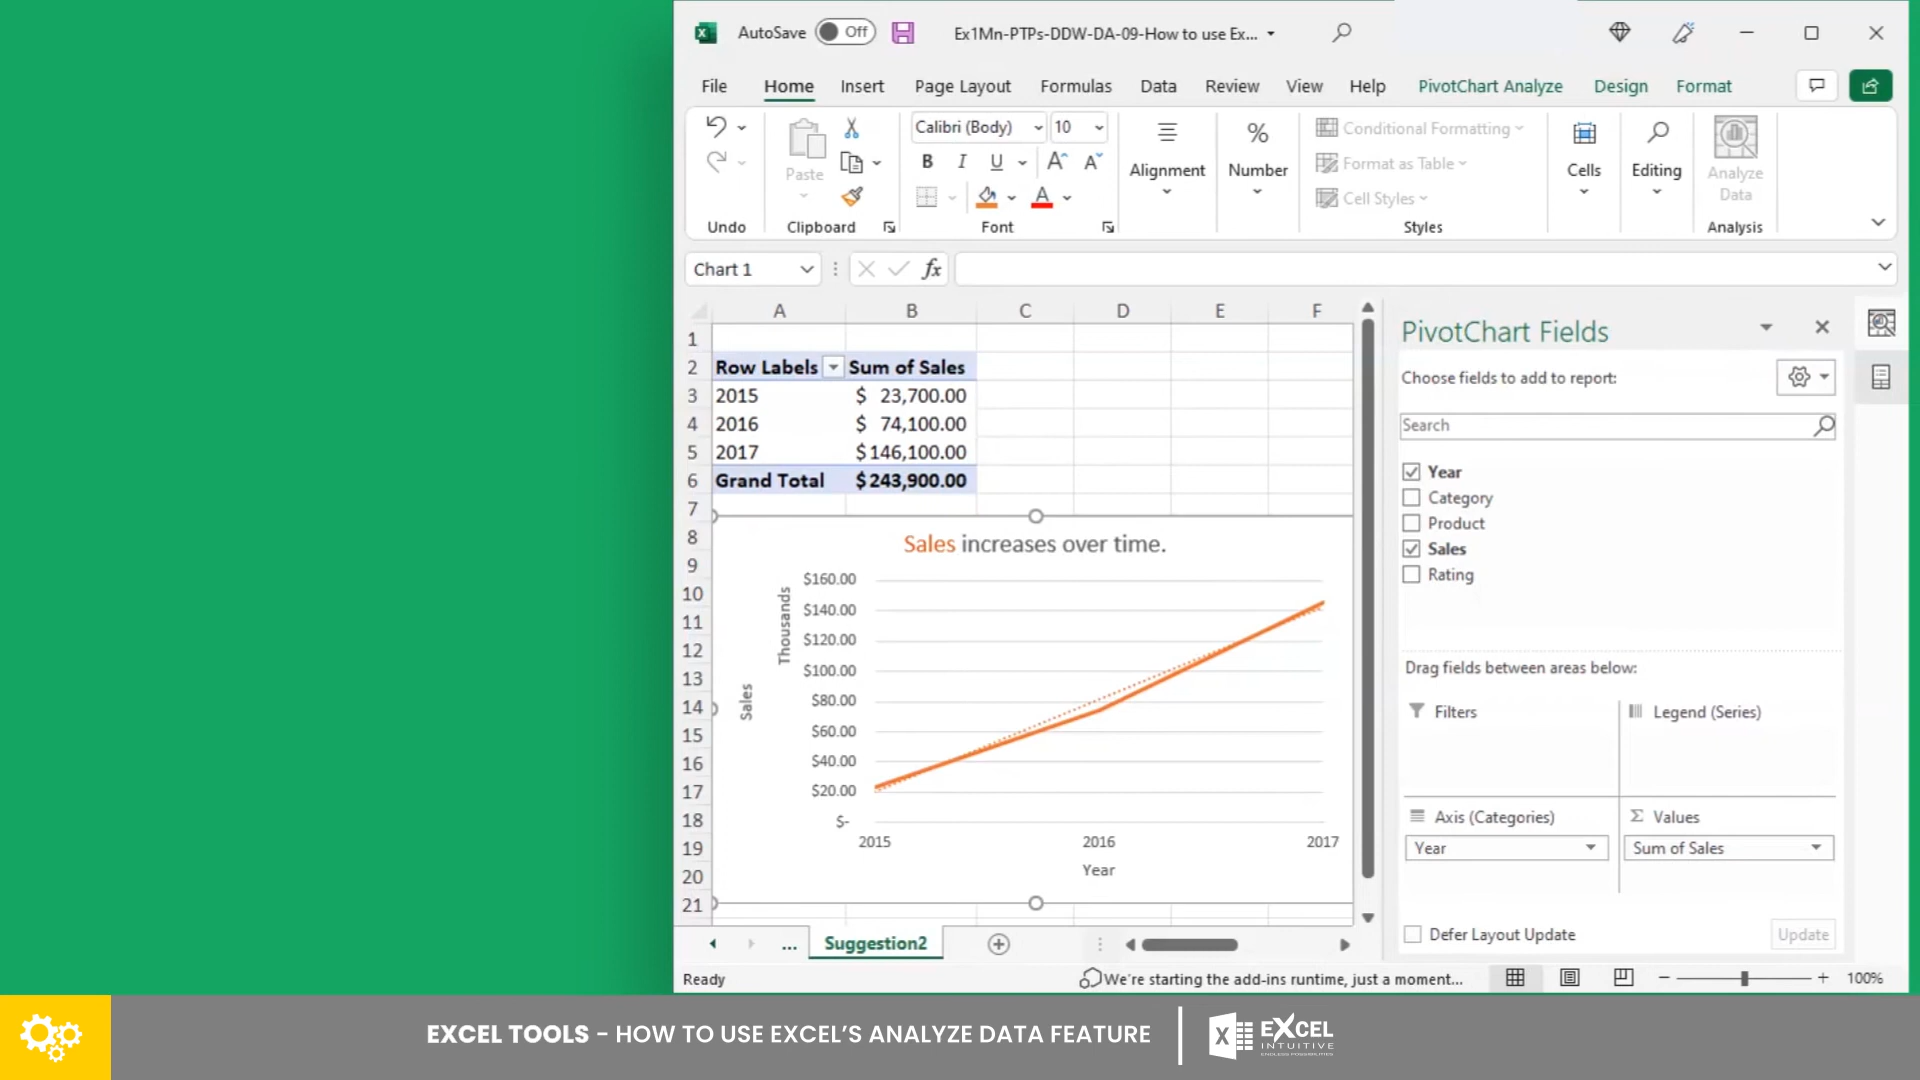 AutoSave Off Ex1Mn-PTPs-DDW-DA-09-How to use Ex...
File Home Insert Page Layout Formulas Data Review View Help PivotChart Analyze Design Format
Calibri (Body) 10
Paste
B I U A A
A
Alignment
%
Number
Conditional Formatting
Format as Table
Cell Styles
Cells
Editing
Analyze
Data
Undo Clipboard Font Styles Analysis
Chart 1 fx
A B C D E F
1
2 Row Labels Sum of Sales
3 2015 $ 23,700.00
4 2016 $ 74,100.00
5 2017 $146,100.00
6 Grand Total $243,900.00
7
8
9
10
11
12
13
14
15
16
17
18
19
20
21
Sales increases over time.
Sales
Thousands
$160.00
$140.00
$120.00
$100.00
$80.00
$60.00
$40.00
$20.00
$-
2015 2016 2017
Year
PivotChart Fields
Choose fields to add to report:
Search
Year
Category
Product
Sales
Rating
Drag fields between areas below:
Filters Legend (Series)
Axis (Categories) Σ Values
Year Sum of Sales
Defer Layout Update Update
... Suggestion2
Ready We're starting the add-ins runtime, just a moment... 100%
EXCEL TOOLS – HOW TO USE EXCEL'S ANALYZE DATA FEATURE
X EXCEL
INTUITIVE
ENDLESS POSSIBILITIES